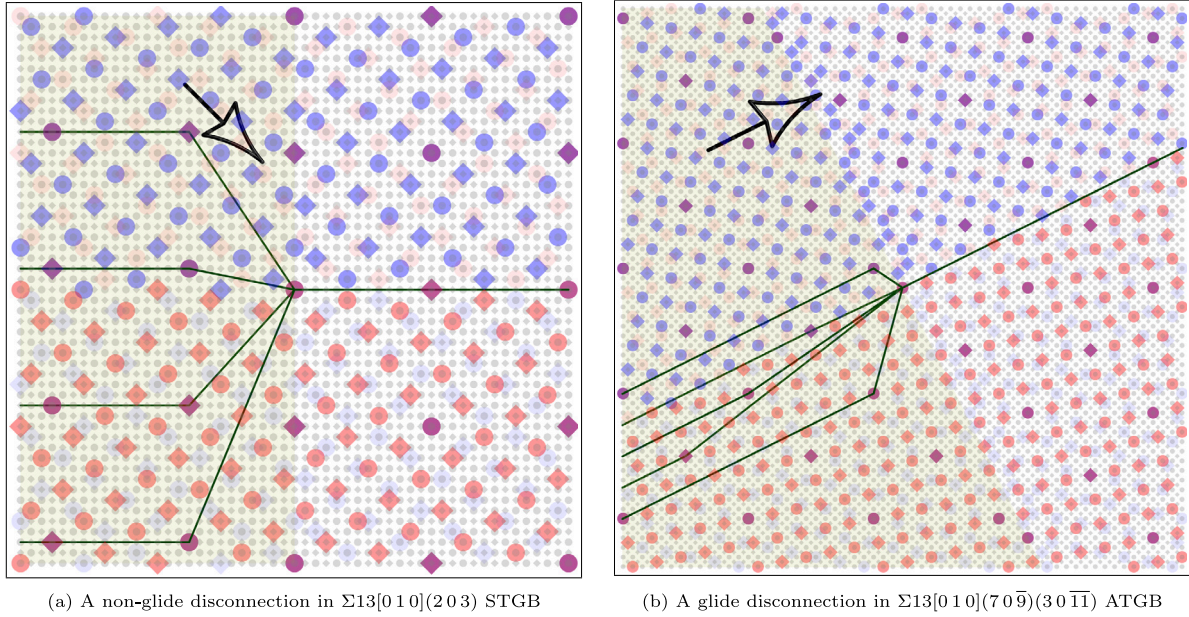 (a) A non-glide disconnection in Σ13[0 1 0](2 0 3) STGB
(b) A glide disconnection in Σ13[0 1 0](7 0 9̅)(3 0 1̅1̅) ATGB